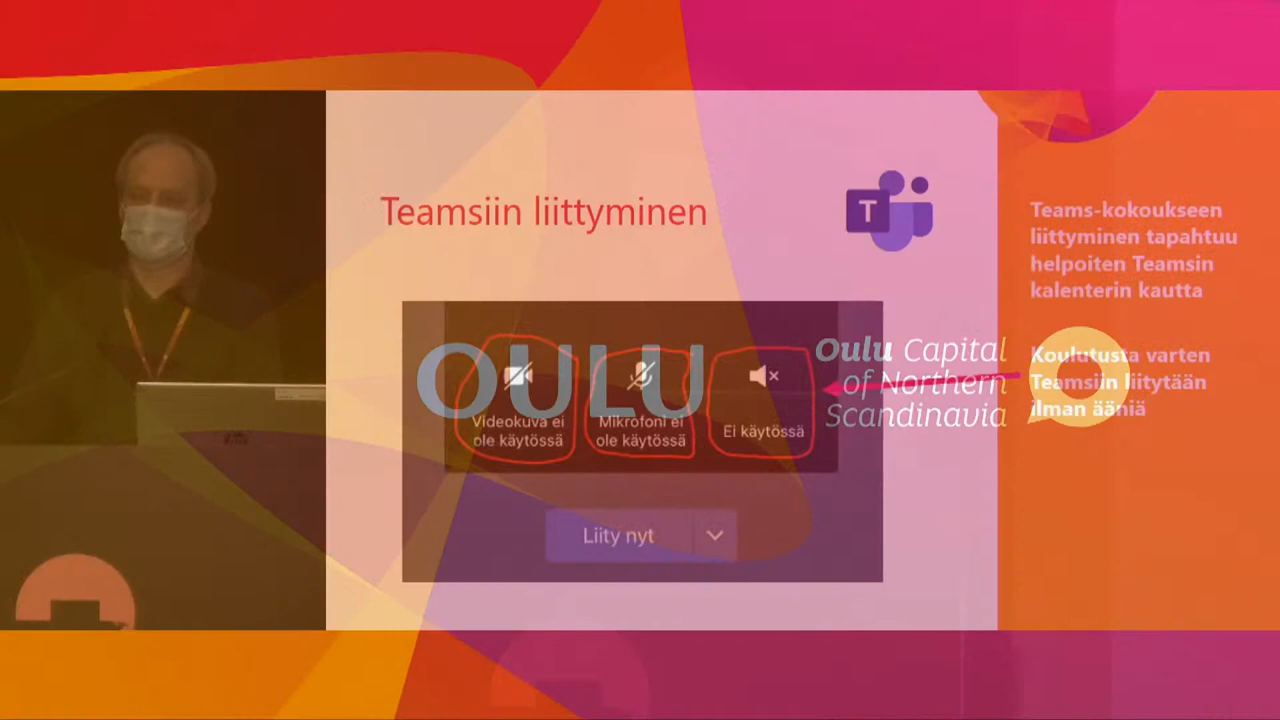 Teamsiin liittyminen
T
Teams-kokoukseen
liittyminen tapahtuu
helpoiten Teamsin
kalenterin kautta
Koulutusta varten
Teamsiin liitytään
ilman ääniä
OULU
Oulu Capital
of Northern
Scandinavia
Videokuva ei
ole käytössä
Mikrofoni ei
ole käytössä
Ei käytössä
Liity nyt